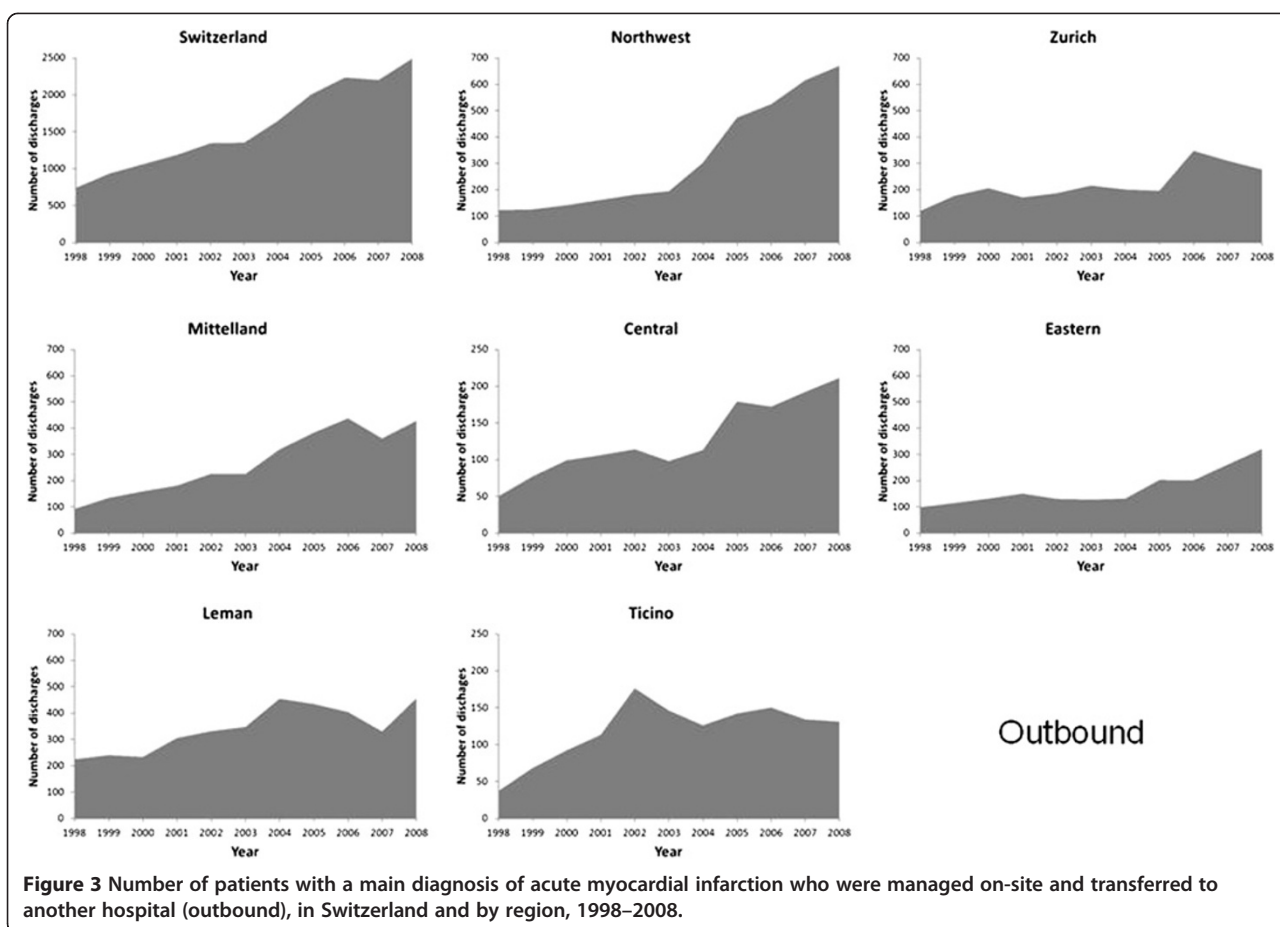 Switzerland
Number of discharges
2500
2000
1500
1000
500
0
1998 1999 2000 2001 2002 2003 2004 2005 2006 2007 2008
Year
Northwest
Number of discharges
700
600
500
400
300
200
100
0
1998 1999 2000 2001 2002 2003 2004 2005 2006 2007 2008
Year
Zurich
Number of discharges
700
600
500
400
300
200
100
0
1998 1999 2000 2001 2002 2003 2004 2005 2006 2007 2008
Year
Mittelland
Number of discharges
700
600
500
400
300
200
100
0
1998 1999 2000 2001 2002 2003 2004 2005 2006 2007 2008
Year
Central
Number of discharges
250
200
150
100
50
0
1998 1999 2000 2001 2002 2003 2004 2005 2006 2007 2008
Year
Eastern
Number of discharges
700
600
500
400
300
200
100
0
1998 1999 2000 2001 2002 2003 2004 2005 2006 2007 2008
Year
Leman
Number of discharges
700
600
500
400
300
200
100
0
1998 1999 2000 2001 2002 2003 2004 2005 2006 2007 2008
Year
Ticino
Number of dischages
250
200
150
100
50
0
1998 1999 2000 2001 2002 2003 2004 2005 2006 2007 2008
Year
Outbound
Figure 3 Number of patients with a main diagnosis of acute myocardial infarction who were managed on-site and transferred to
another hospital (outbound), in Switzerland and by region, 1998–2008.